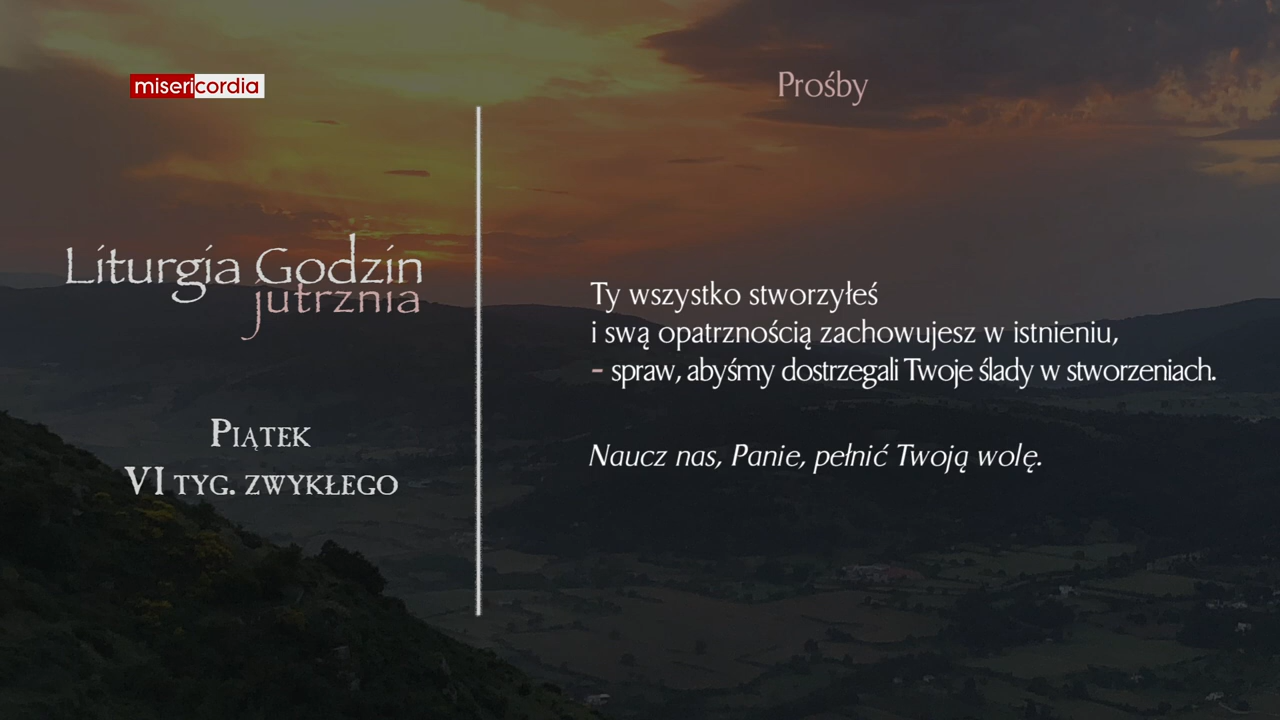 misericordia
Liturgia Godzin
jutrznia
Piątek
VI tyg. zwykłego
Prośby
Ty wszystko stworzyłeś
i swą opatrznością zachowujesz w istnieniu,
- spraw, abyśmy dostrzegali Twoje ślady w stworzeniach.
Naucz nas, Panie, pełnić Twoją wolę.